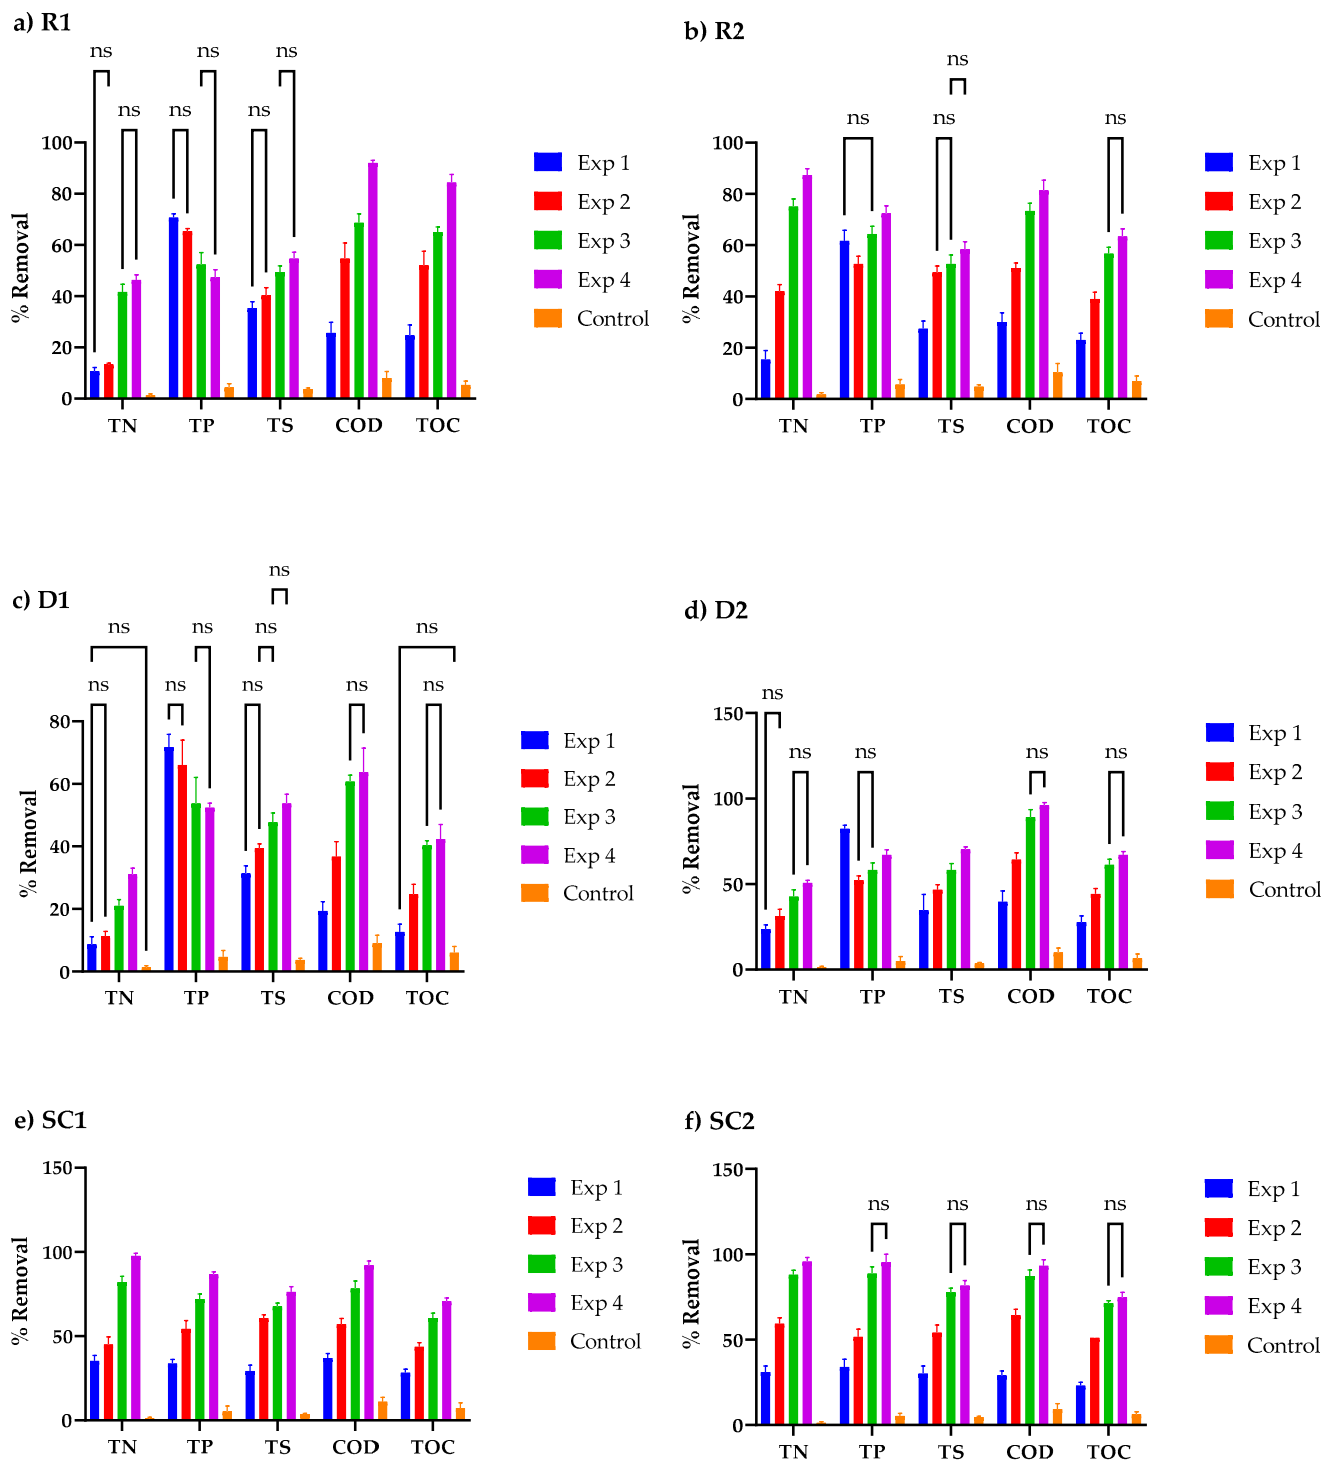 a) R1
ns ns ns
ns ns ns
100
80
60
40
20
0
% Removal
TN TP TS COD TOC
Exp 1
Exp 2
Exp 3
Exp 4
Control
b) R2
ns
ns ns ns
100
80
60
40
20
0
% Removal
TN TP TS COD TOC
Exp 1
Exp 2
Exp 3
Exp 4
Control
c) D1
ns
ns ns ns
ns ns ns ns ns
80
60
40
20
0
% Removal
TN TP TS COD TOC
Exp 1
Exp 2
Exp 3
Exp 4
Control
d) D2
ns
ns ns ns ns
150
100
50
0
% Removal
TN TP TS COD TOC
Exp 1
Exp 2
Exp 3
Exp 4
Control
e) SC1
150
100
50
0
% Removal
TN TP TS COD TOC
Exp 1
Exp 2
Exp 3
Exp 4
Control
f) SC2
ns ns ns ns
150
100
50
0
% Removal
TN TP TS COD TOC
Exp 1
Exp 2
Exp 3
Exp 4
Control